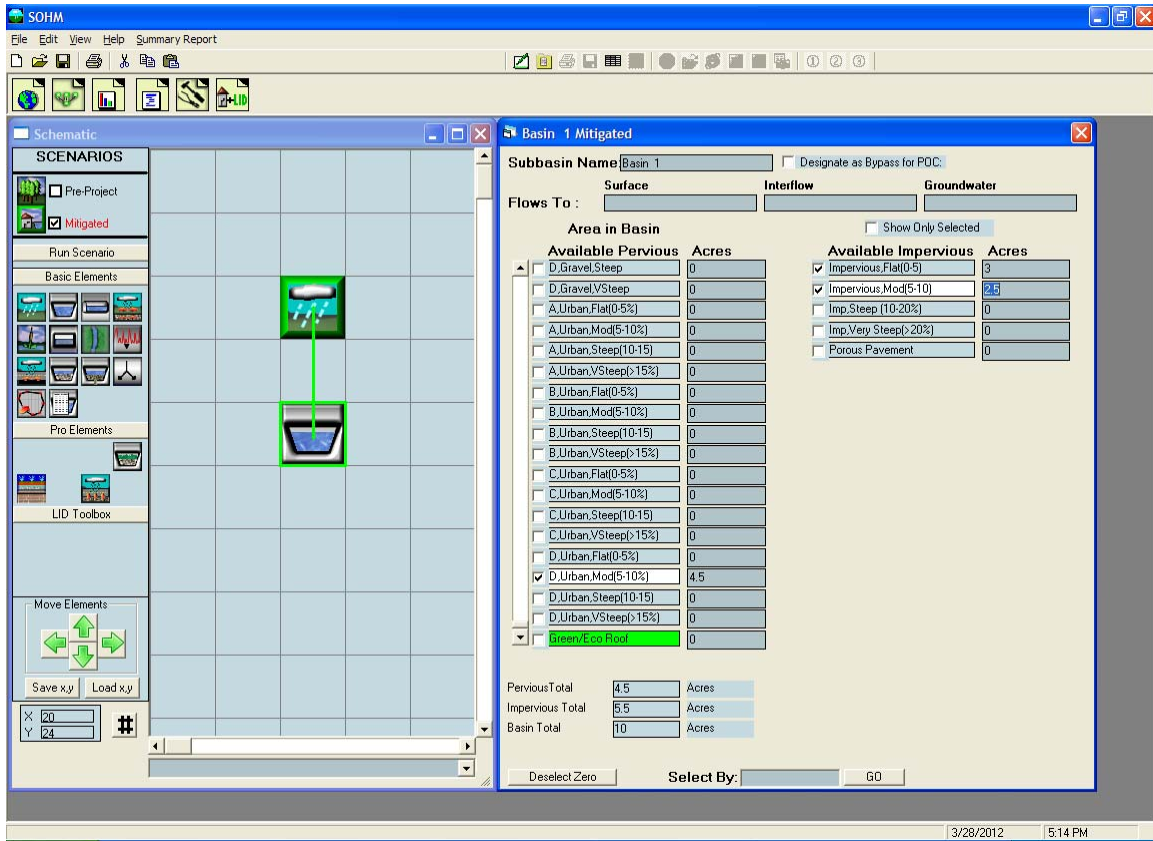 SOHM
File Edit View Help Summary Report
Schematic
SCENARIOS
Pre-Project
Mitigated
Run Scenario
Basic Elements
Pro Elements
LID Toolbox
Move Elements
Save x,y Load x,y
X 20
Y 24
#
+LID
Basin 1 Mitigated
Subbasin Name: Basin 1 Designate as Bypass for POC:
Surface Interflow Groundwater
Flows To :
Area in Basin Show Only Selected
Available Pervious Acres Available Impervious Acres
D,Gravel,Steep 0 Impervious,Flat(0-5) 3
D,Gravel,VSteep 0 Impervious,Mod(5-10) 2.5
A,Urban,Flat(0-5%) 0 Imp,Steep (10-20%) 0
A,Urban,Mod(5-10%) 0 Imp,Very Steep(>20%) 0
A,Urban,Steep(10-15) 0 Porous Pavement 0
A,Urban,VSteep(>15%) 0
B,Urban,Flat(0-5%) 0
B,Urban,Mod(5-10%) 0
B,Urban,Steep(10-15) 0
B,Urban,VSteep(>15%) 0
C,Urban,Flat(0-5%) 0
C,Urban,Mod(5-10%) 0
C,Urban,Steep(10-15) 0
C,Urban,VSteep(>15%) 0
D,Urban,Flat(0-5%) 0
D,Urban,Mod(5-10%) 4.5
D,Urban,Steep(10-15) 0
D,Urban,VSteep(>15%) 0
Green/Eco Roof 0
PerviousTotal 4.5 Acres
Impervious Total 5.5 Acres
Basin Total 10 Acres
Deselect Zero Select By: GO
3/28/2012 5:14 PM